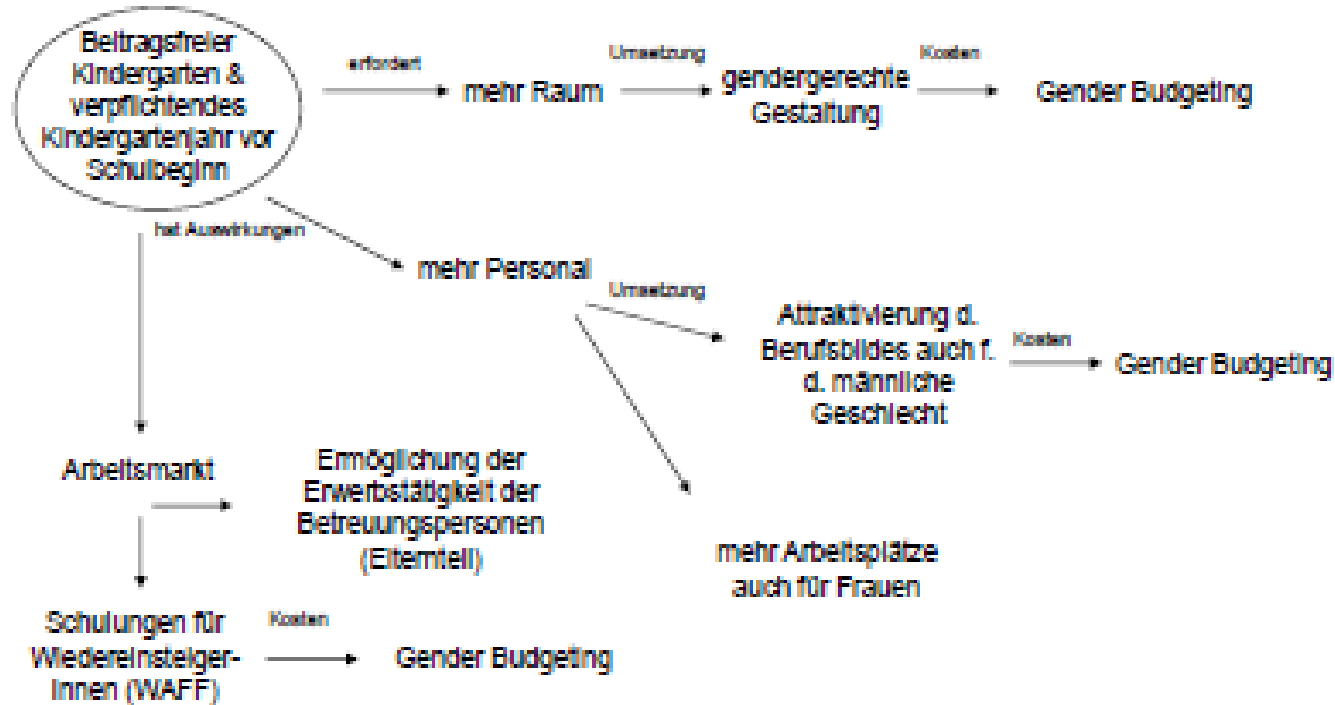 Beitragsfreier
Kindergarten &
verpflichtendes
Kindergartenjahr vor
Schulbeginn
erfordert
mehr Raum
Umsetzung
gendergerechte
Gestaltung
Kosten
Gender Budgeting
hat Auswirkungen
mehr Personal
Umsetzung
Attraktivierung d.
Berufsbildes auch f.
d. männliche
Geschlecht
Kosten
Gender Budgeting
Arbeitsmarkt
Ermöglichung der
Erwerbstätigkeit der
Betreuungspersonen
(Elternteil)
mehr Arbeitsplätze
auch für Frauen
Schulungen für
Wiedereinsteiger-
Innen (WAFF)
Kosten
Gender Budgeting